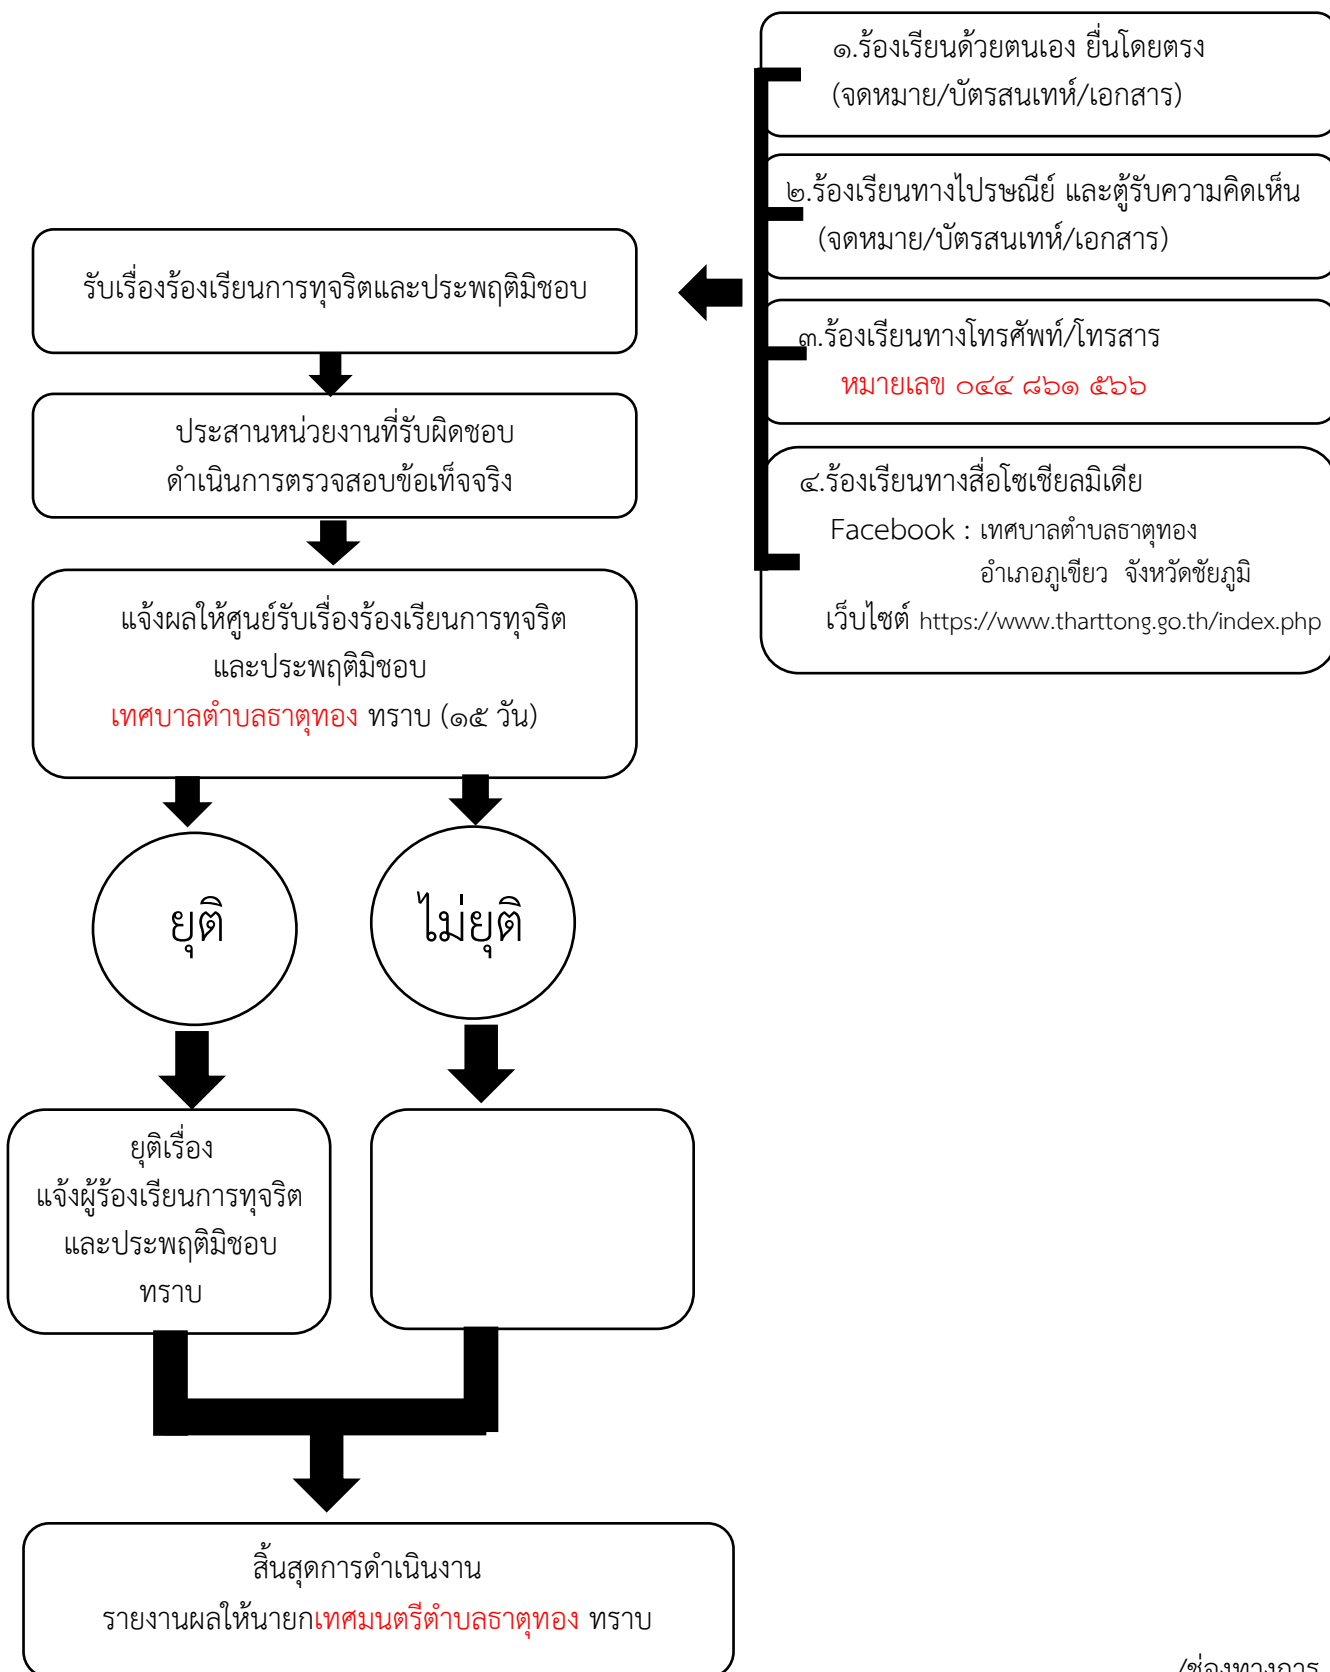 ๑.ร้องเรียนด้วยตนเอง ยื่นโดยตรง
(จดหมาย/บัตรสนเทห์/เอกสาร)
๒.ร้องเรียนทางไปรษณีย์ และตู้รับความคิดเห็น
(จดหมาย/บัตรสนเทห์/เอกสาร)
๓.ร้องเรียนทางโทรศัพท์/โทรสาร
หมายเลข ๐๔๔ ๘๖๑ ๕๖๖
๔.ร้องเรียนทางสื่อโซเชียลมิเดีย
Facebook : เทศบาลตำบลธาตุทอง
อำเภอภูเขียว จังหวัดชัยภูมิ
เว็บไซต์ https://www.tharttong.go.th/index.php
รับเรื่องร้องเรียนการทุจริตและประพฤติมิชอบ
ประสานหน่วยงานที่รับผิดชอบ
ดำเนินการตรวจสอบข้อเท็จจริง
แจ้งผลให้ศูนย์รับเรื่องร้องเรียนการทุจริต
และประพฤติมิชอบ
เทศบาลตำบลธาตุทอง ทราบ (๑๕ วัน)
ยุติ
ไม่ยุติ
ยุติเรื่อง
แจ้งผู้ร้องเรียนการทุจริต
และประพฤติมิชอบ
ทราบ
สิ้นสุดการดำเนินงาน
รายงานผลให้นายกเทศมนตรีตำบลธาตุทอง ทราบ
/ช่องทางการ